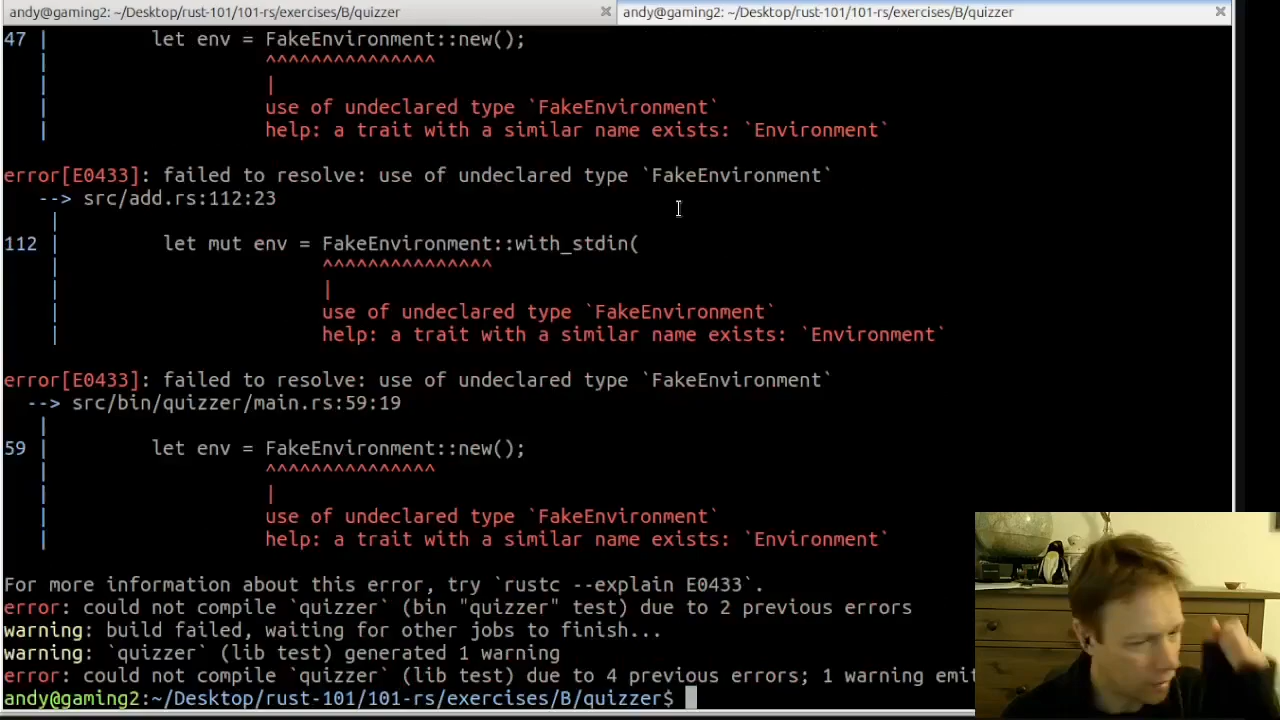 andy@gaming2: ~/Desktop/rust-101/101-rs/exercises/B/quizzer × andy@gaming2: ~/Desktop/rust-101/101-rs/exercises/B/quizzer ×
47 |         let env = FakeEnvironment::new();
|                   ^^^^^^^^^^^^^^^
|                   |
|                   use of undeclared type `FakeEnvironment`
|                   help: a trait with a similar name exists: `Environment`
error[E0433]: failed to resolve: use of undeclared type `FakeEnvironment`
--> src/add.rs:112:23
|
112 |         let mut env = FakeEnvironment::with_stdin(
|                       ^^^^^^^^^^^^^^^
|                       |
|                       use of undeclared type `FakeEnvironment`
|                       help: a trait with a similar name exists: `Environment`
error[E0433]: failed to resolve: use of undeclared type `FakeEnvironment`
--> src/bin/quizzer/main.rs:59:19
|
59 |         let env = FakeEnvironment::new();
|                   ^^^^^^^^^^^^^^^
|                   |
|                   use of undeclared type `FakeEnvironment`
|                   help: a trait with a similar name exists: `Environment`
For more information about this error, try `rustc --explain E0433`.
error: could not compile `quizzer` (bin "quizzer" test) due to 2 previous errors
warning: build failed, waiting for other jobs to finish...
warning: `quizzer` (lib test) generated 1 warning
error: could not compile `quizzer` (lib test) due to 4 previous errors; 1 warning emit
andy@gaming2:~/Desktop/rust-101/101-rs/exercises/B/quizzer$